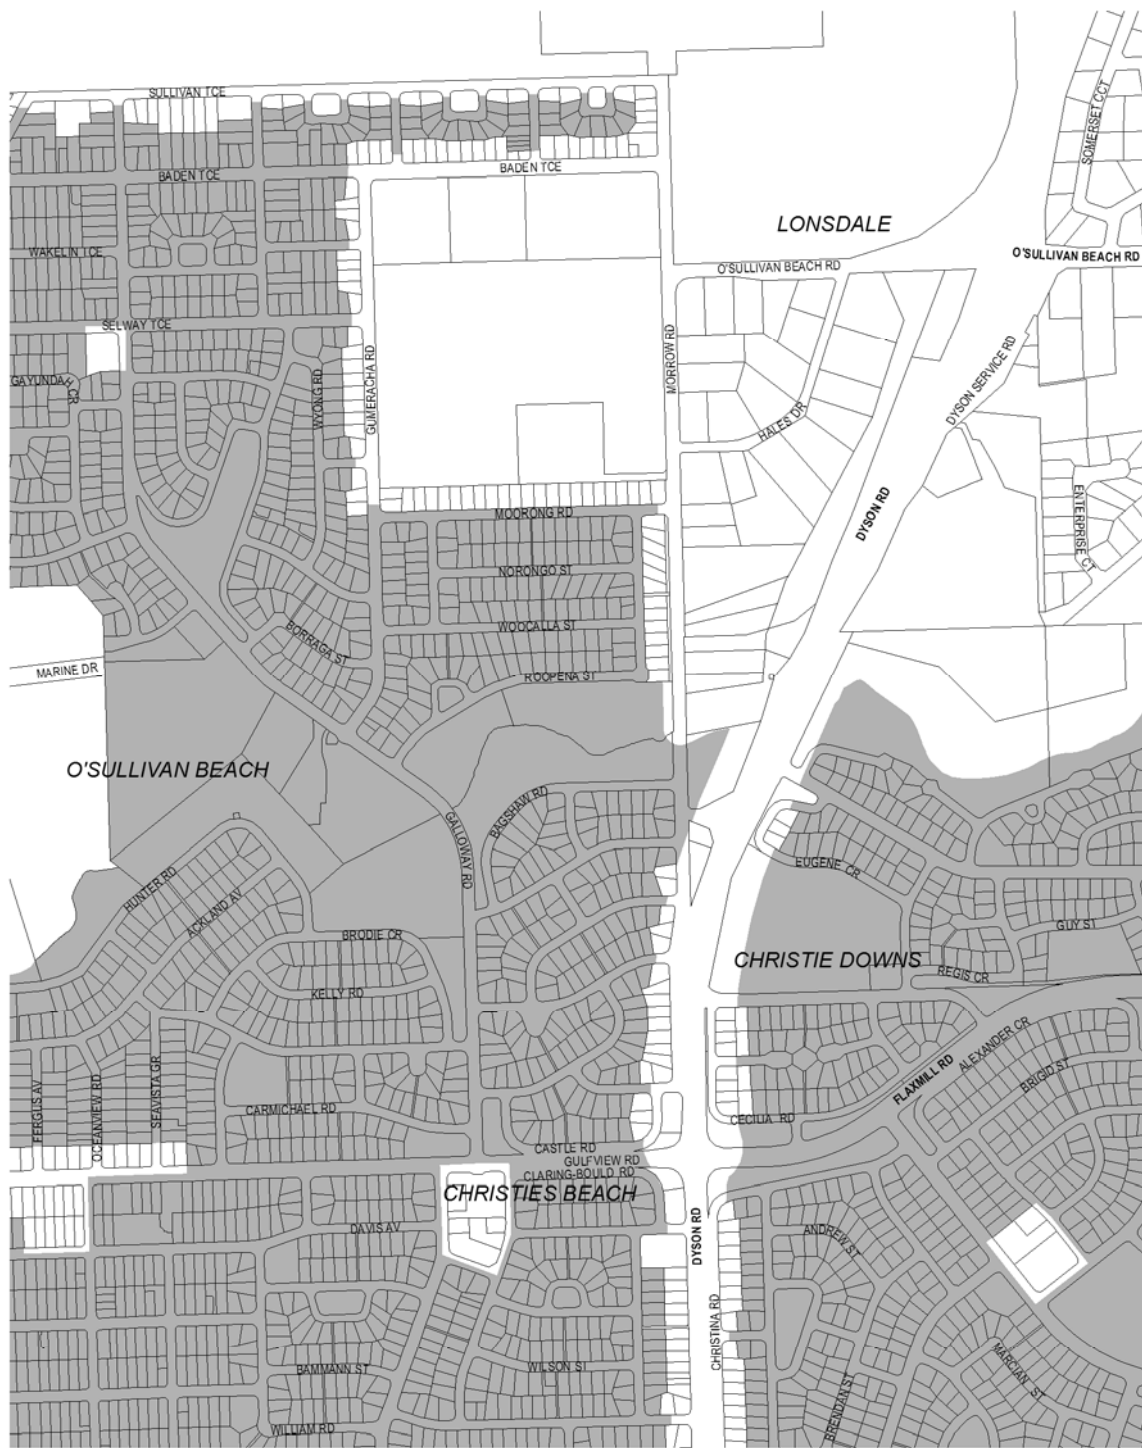 SULLIVAN TCE
SOMERSET CCT
BADEN TCE
BADEN TCE
LONSDALE
WAKELIN TCE
O'SULLIVAN BEACH RD
O'SULLIVAN BEACH RD
SELWAY TCE
MORROW RD
GUMERACHA RD
WYONG RD
DYSON SERVICE RD
HALES DR
ENTERPRISE CT
DYSON RD
MOORONG RD
NORONGO ST
WOOCALLA ST
BORRAGA ST
MARINE DR
ROOPENA ST
O'SULLIVAN BEACH
BAGSHAW RD
GALLOWAY RD
EUGENE CR
HUNTER RD
ACKLAND AV
GUY ST
BRODIE CR
CHRISTIE DOWNS
REGIS CR
KELLY RD
ALEXANDER CR
FLAXMILL RD
BRIGID ST
FERGUS AV
OCEANVIEW RD
SEAVISTA GR
CARMICHAEL RD
CECILIA RD
CASTLE RD
GULFVIEW RD
CLARING-BOULD RD
CHRISTIES BEACH
DAVIS AV
DYSON RD
ANDREW ST
CHRISTINA RD
BAMMANN ST
WILSON ST
MARCIAN ST
BRENDAN ST
WILLIAM RD